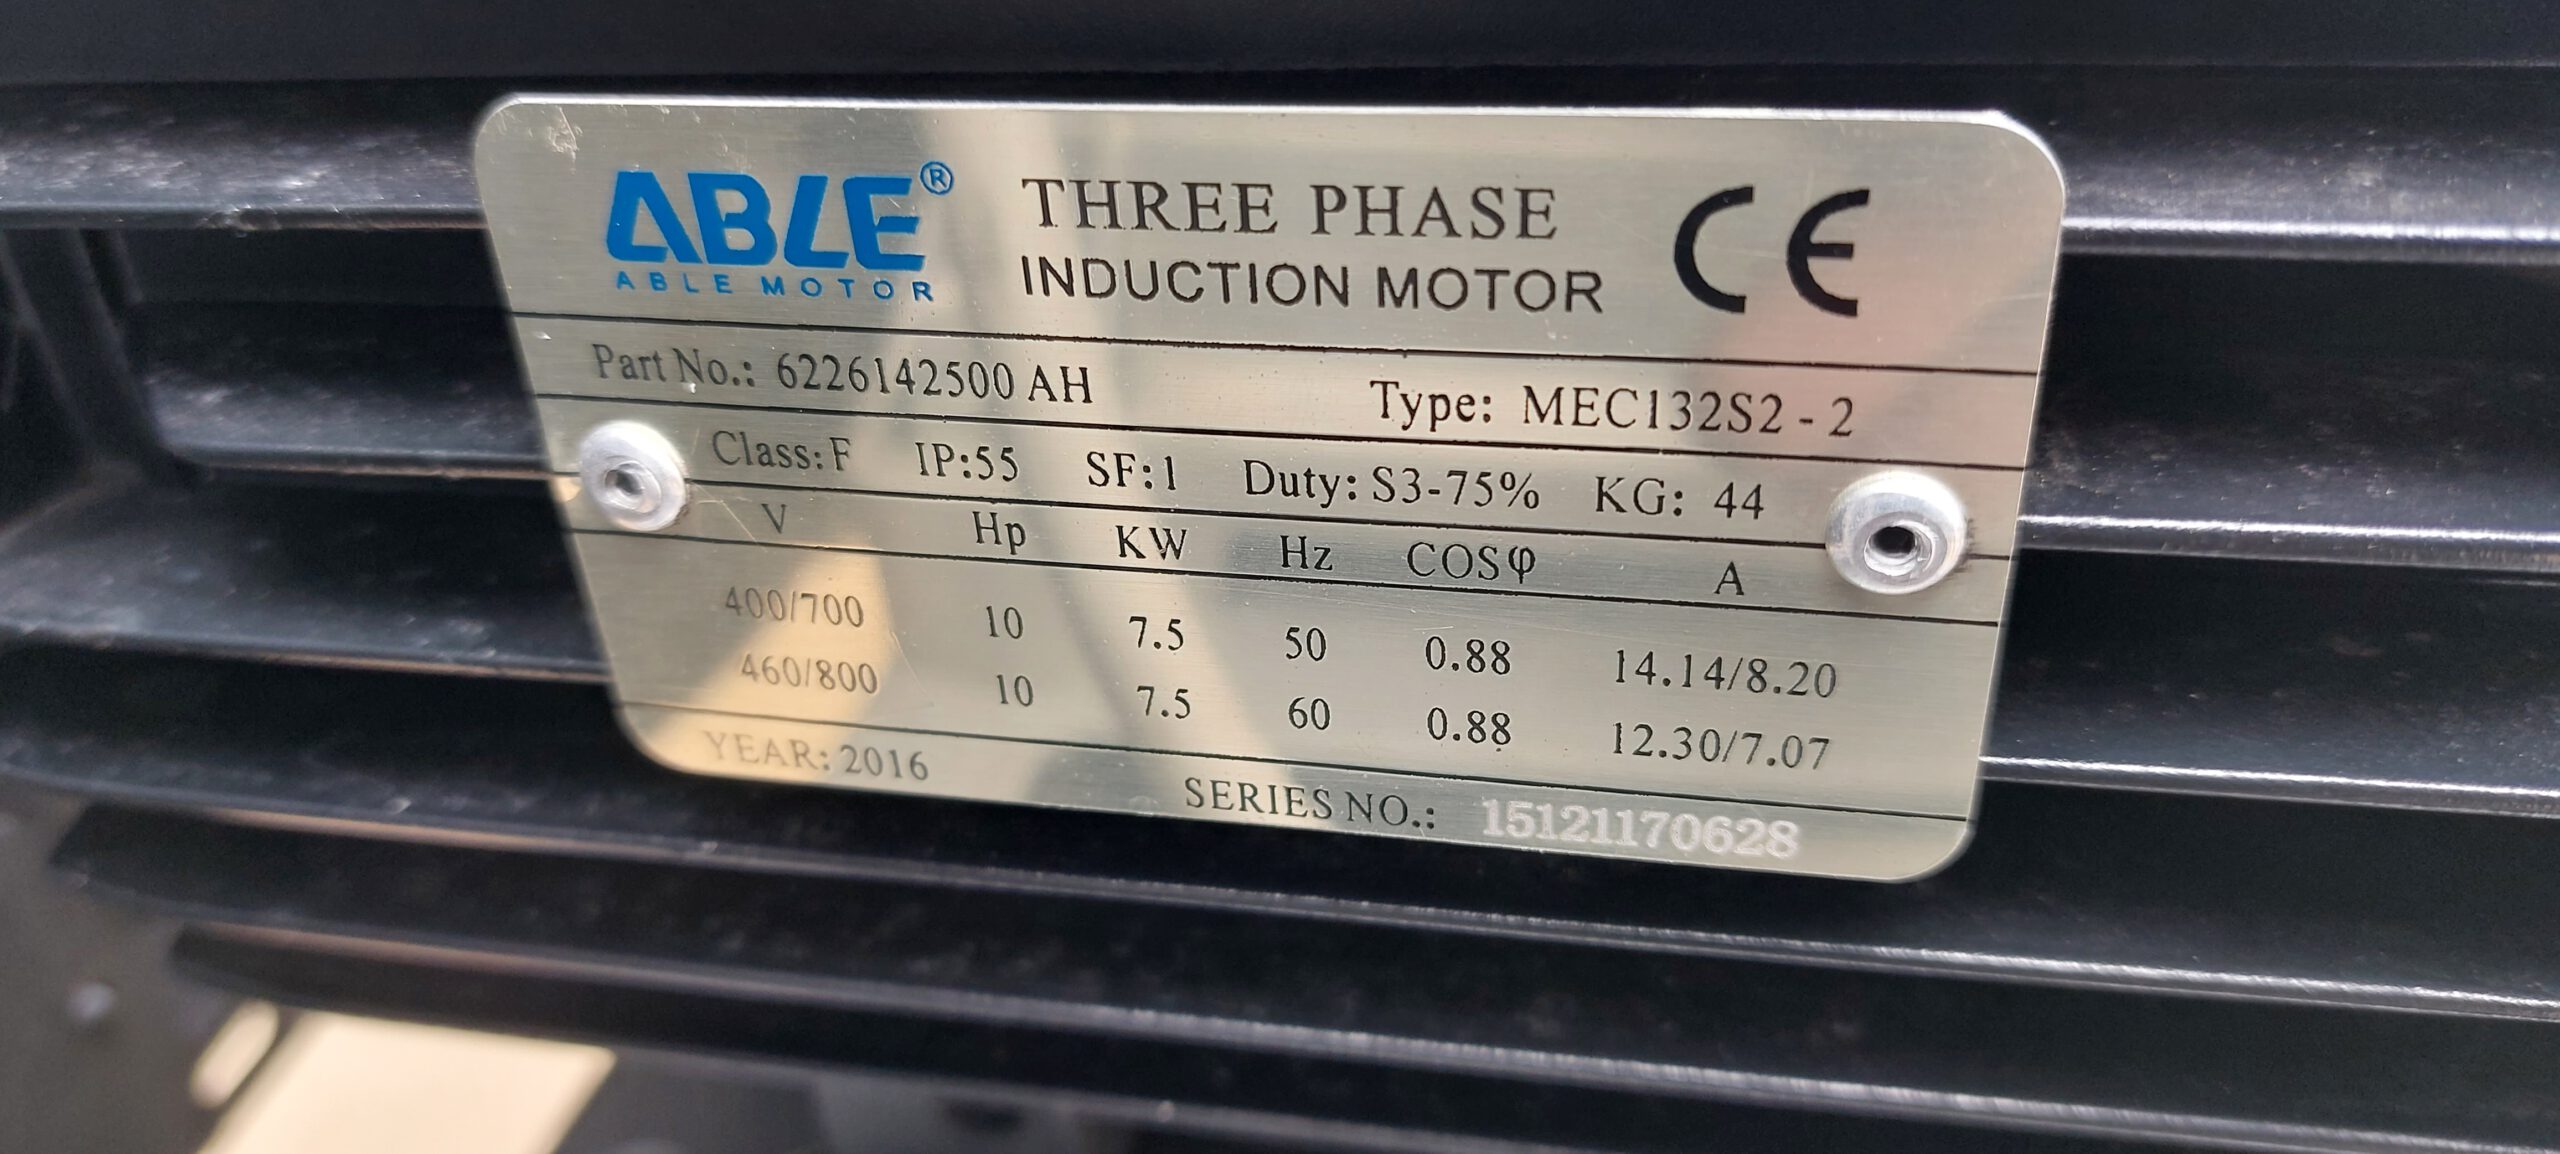 ABLE®
ABLE MOTOR
THREE PHASE
INDUCTION MOTOR
CE
Part No.: 6226142500 AH Type: MEC132S2 - 2
Class: F IP:55 SF:1 Duty: S3-75% KG: 44
V Hp KW Hz COSφ A
400/700 10 7.5 50 0.88 14.14/8.20
460/800 10 7.5 60 0.88 12.30/7.07
YEAR: 2016 SERIES NO.: 15121170628